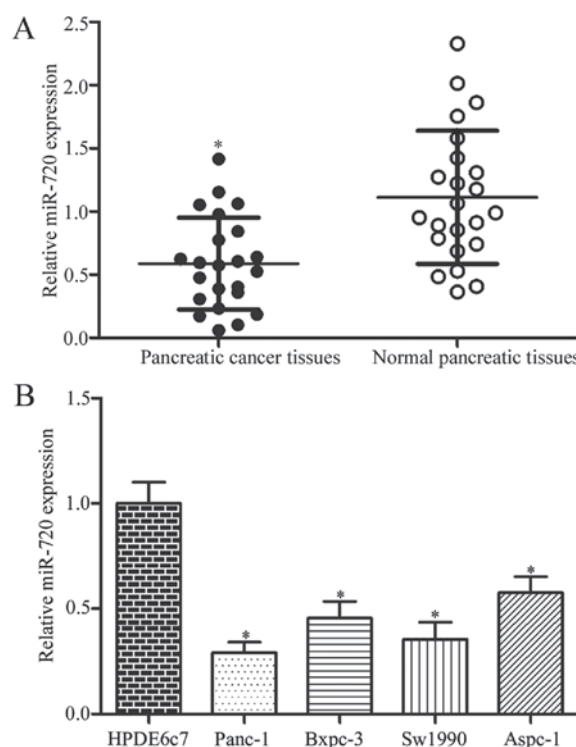 A
Relative miR-720 expression
2.5
2.0
1.5
1.0
0.5
0.0
*
Pancreatic cancer tissues
Normal pancreatic tissues
B
Relative miR-720 expression
1.5
1.0
0.5
0.0
*
*
*
*
HPDE6c7
Panc-1
Bxpc-3
Sw1990
Aspc-1